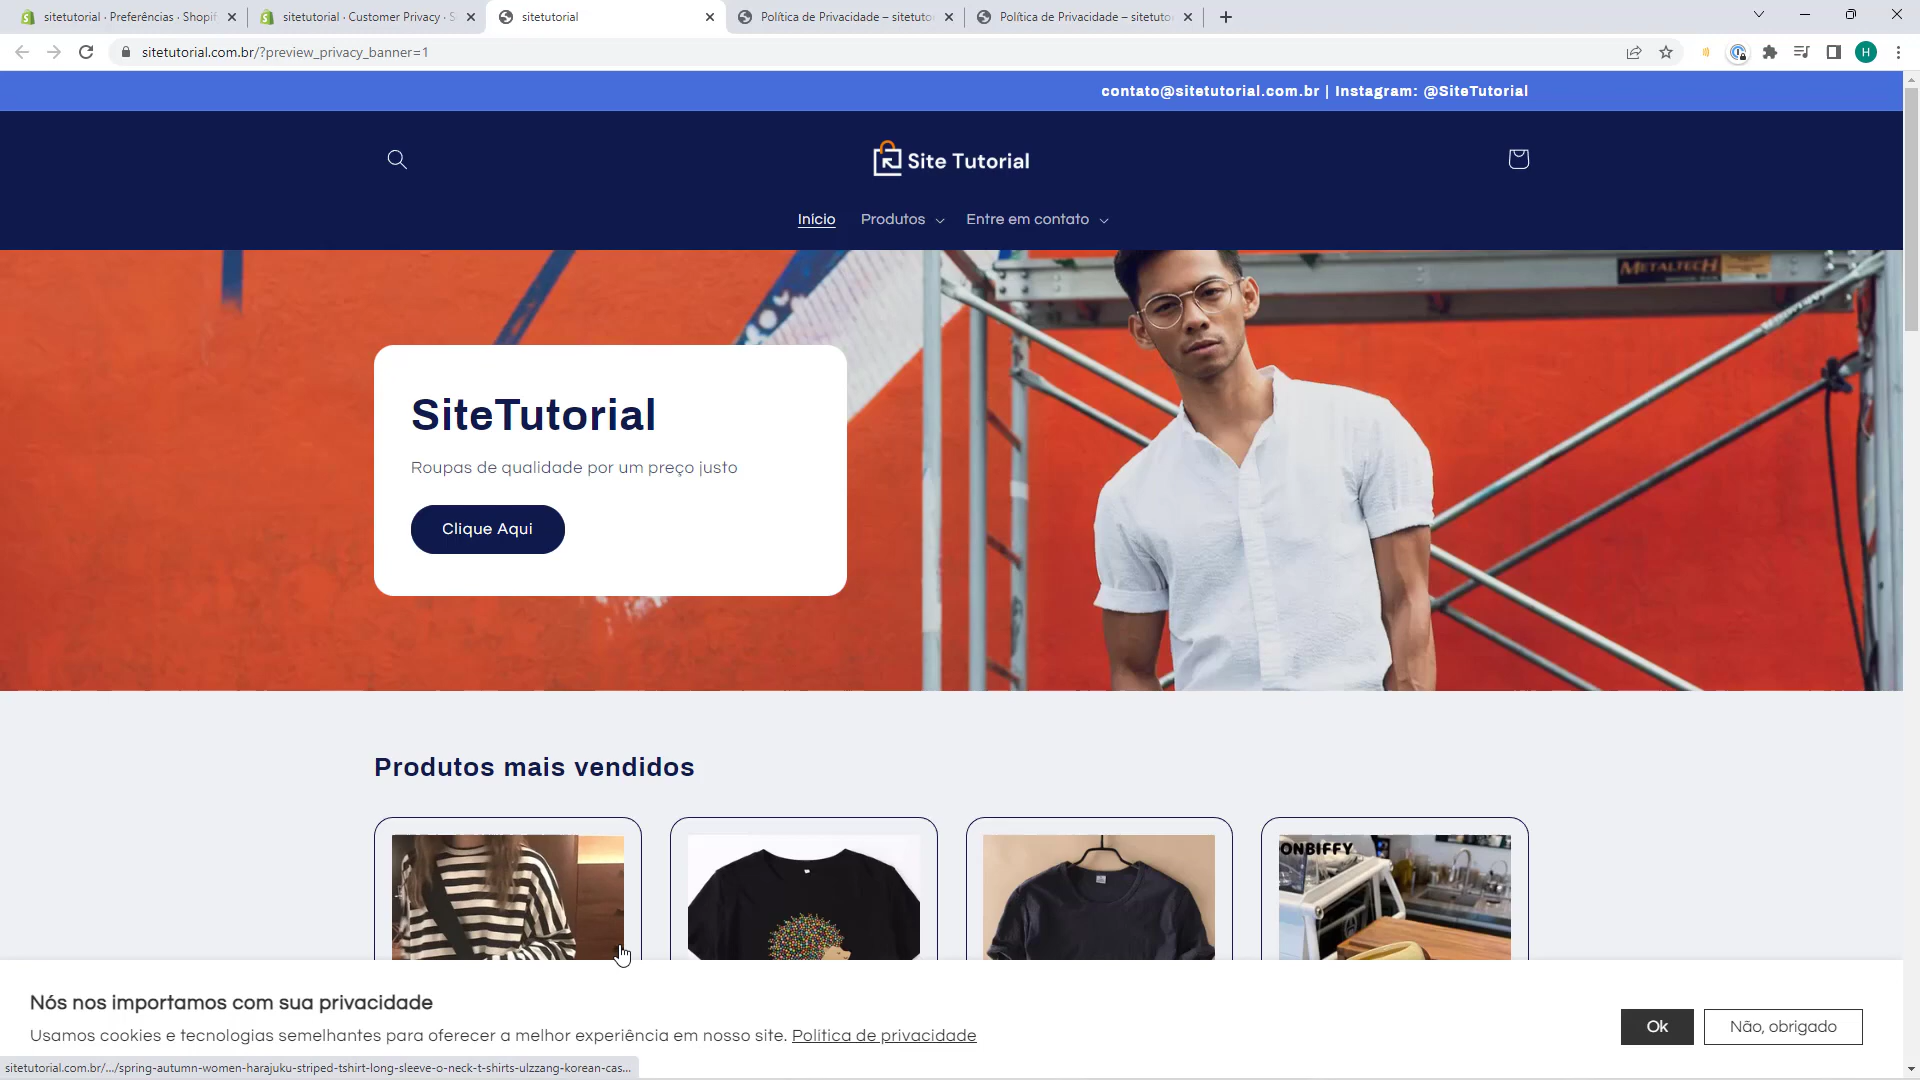 sitetutorial · Preferências · Shopif
sitetutorial · Customer Privacy · S
sitetutorial
Política de Privacidade – sitetuto
Política de Privacidade – sitetuto
sitetutorial.com.br/?preview_privacy_banner=1
H
contato@sitetutorial.com.br | Instagram: @SiteTutorial
Site Tutorial
Início
Produtos
Entre em contato
METALTECH
SiteTutorial
Roupas de qualidade por um preço justo
Clique Aqui
Produtos mais vendidos
ONBIFFY
Nós nos importamos com sua privacidade
Usamos cookies e tecnologias semelhantes para oferecer a melhor experiência em nosso site. Política de privacidade
Ok
Não, obrigado
sitetutorial.com.br/.../spring-autumn-women-harajuku-striped-tshirt-long-sleeve-o-neck-t-shirts-ulzzang-korean-cas...